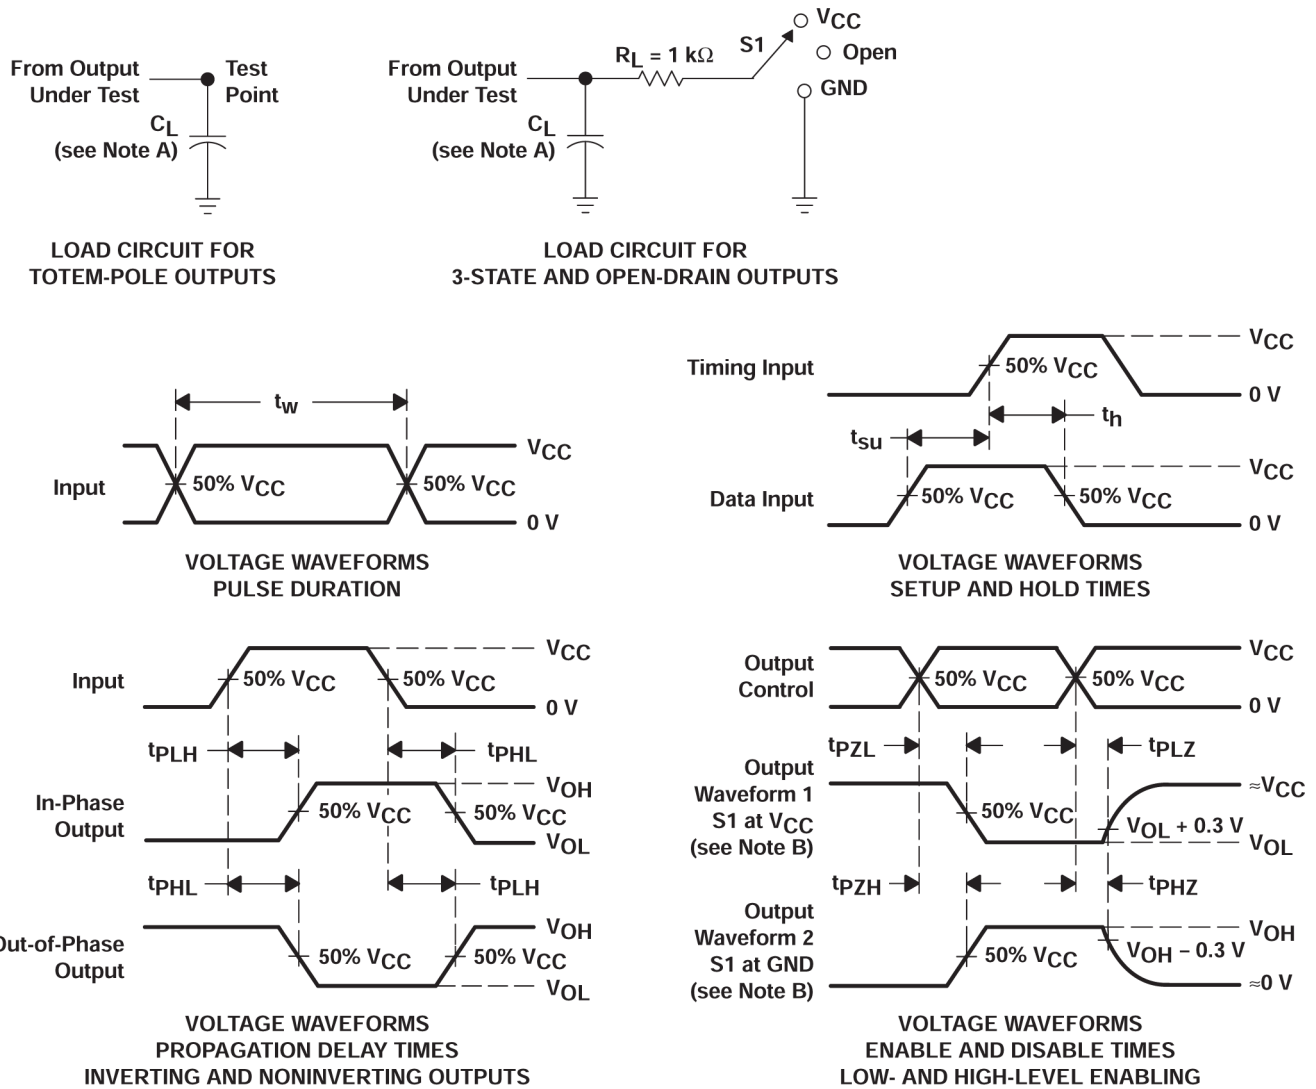 From Output
Under Test
Test
Point
CL
(see Note A)
LOAD CIRCUIT FOR
TOTEM-POLE OUTPUTS
From Output
Under Test
RL = 1 kΩ
S1
VCC
Open
GND
CL
(see Note A)
LOAD CIRCUIT FOR
3-STATE AND OPEN-DRAIN OUTPUTS
tw
Input
50% VCC
50% VCC
VCC
0 V
VOLTAGE WAVEFORMS
PULSE DURATION
Timing Input
50% VCC
VCC
0 V
th
tsu
Data Input
50% VCC
50% VCC
VCC
0 V
VOLTAGE WAVEFORMS
SETUP AND HOLD TIMES
Input
50% VCC
50% VCC
VCC
0 V
tPLH
tPHL
In-Phase
Output
50% VCC
50% VCC
VOH
VOL
tPHL
tPLH
Out-of-Phase
Output
50% VCC
50% VCC
VOH
VOL
VOLTAGE WAVEFORMS
PROPAGATION DELAY TIMES
INVERTING AND NONINVERTING OUTPUTS
Output
Control
50% VCC
50% VCC
VCC
0 V
tPZL
tPLZ
Output
Waveform 1
S1 at VCC
(see Note B)
50% VCC
≈VCC
VOL + 0.3 V
VOL
tPZH
tPHZ
Output
Waveform 2
S1 at GND
(see Note B)
50% VCC
VOH
VOH − 0.3 V
≈0 V
VOLTAGE WAVEFORMS
ENABLE AND DISABLE TIMES
LOW- AND HIGH-LEVEL ENABLING